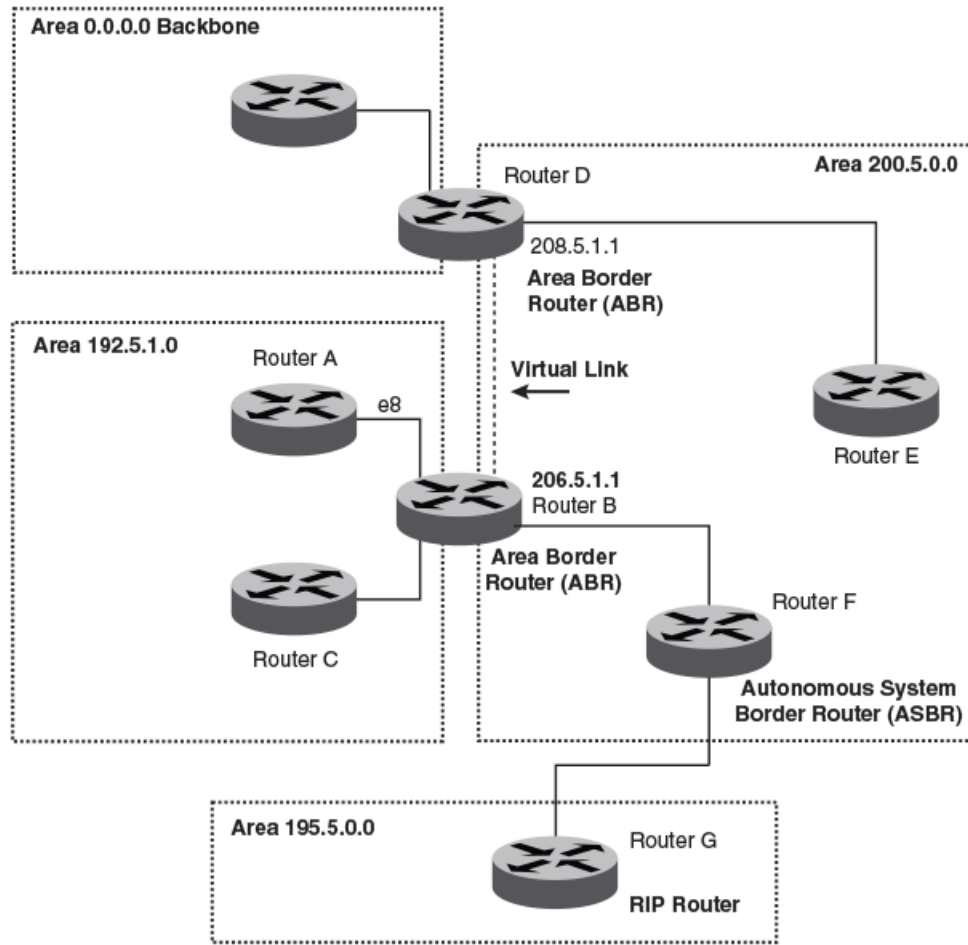 Area 0.0.0.0 Backbone
Router D
Area 200.5.0.0
208.5.1.1
Area Border
Router (ABR)
Area 192.5.1.0
Router A
e8
Virtual Link
Router E
206.5.1.1
Router B
Area Border
Router (ABR)
Router C
Router F
Autonomous System
Border Router (ASBR)
Area 195.5.0.0
Router G
RIP Router